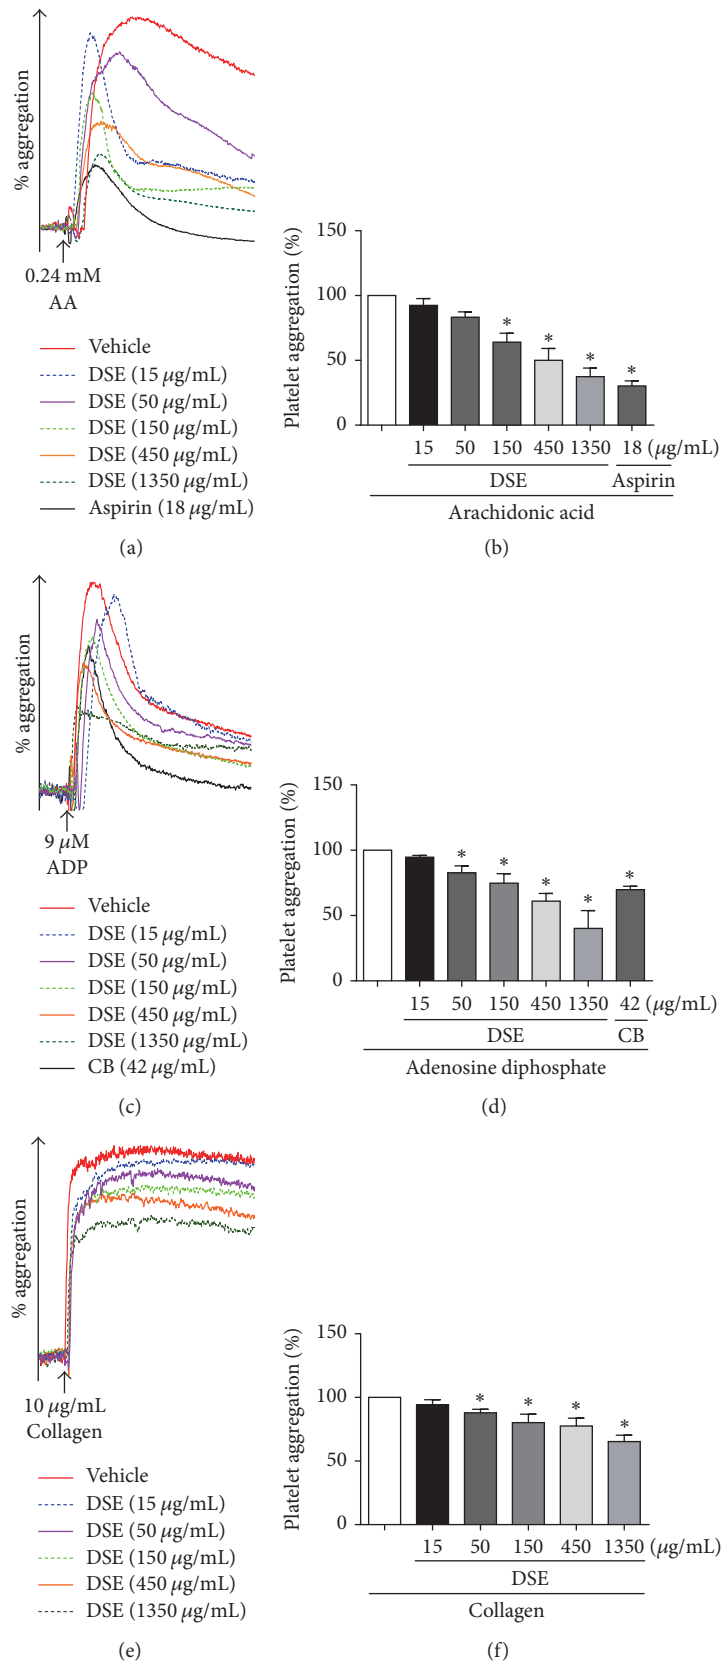 % aggregation
0.24 mM
AA
Vehicle
DSE (15 μg/mL)
DSE (50 μg/mL)
DSE (150 μg/mL)
DSE (450 μg/mL)
DSE (1350 μg/mL)
Aspirin (18 μg/mL)
(a)
Platelet aggregation (%)
150
100
50
0
15 50 150 450 1350 18 (μg/mL)
DSE Aspirin
Arachidonic acid
(b)
% aggregation
9 μM
ADP
Vehicle
DSE (15 μg/mL)
DSE (50 μg/mL)
DSE (150 μg/mL)
DSE (450 μg/mL)
DSE (1350 μg/mL)
CB (42 μg/mL)
(c)
Platelet aggregation (%)
150
100
50
0
* * * * *
15 50 150 450 1350 42 (μg/mL)
DSE CB
Adenosine diphosphate
(d)
% aggregation
10 μg/mL
Collagen
Vehicle
DSE (15 μg/mL)
DSE (50 μg/mL)
DSE (150 μg/mL)
DSE (450 μg/mL)
DSE (1350 μg/mL)
(e)
Platelet aggregation (%)
150
100
50
0
* * * *
15 50 150 450 1350 (μg/mL)
DSE
Collagen
(f)